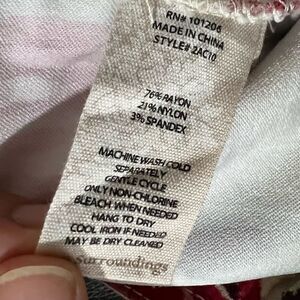 RN# 101206
MADE IN CHINA
STYLE# 2AC10
76% RAYON
21% NYLON
3% SPANDEX
MACHINE WASH COLD
SEPARATELY
GENTLE CYCLE
ONLY NON-CHLORINE
BLEACH WHEN NEEDED
HANG TO DRY
COOL IRON IF NEEDED
MAY BE DRY CLEANED
Surroundings